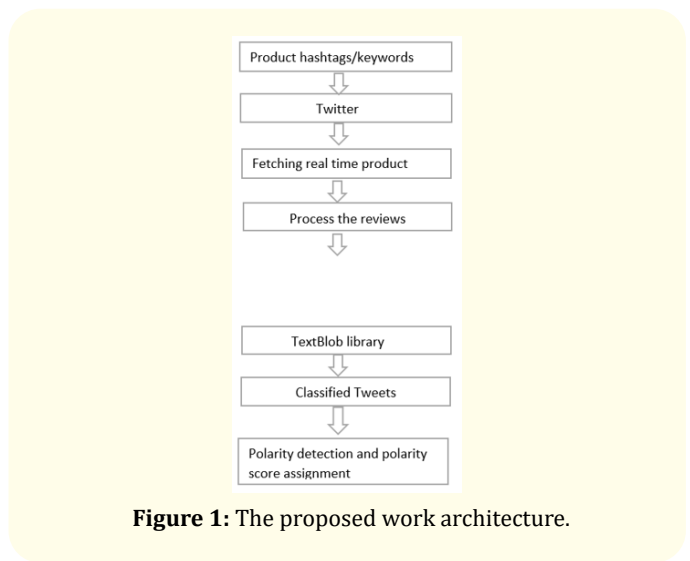 Product hashtags/keywords
Twitter
Fetching real time product
Process the reviews
TextBlob library
Classified Tweets
Polarity detection and polarity
score assignment
Figure 1: The proposed work architecture.